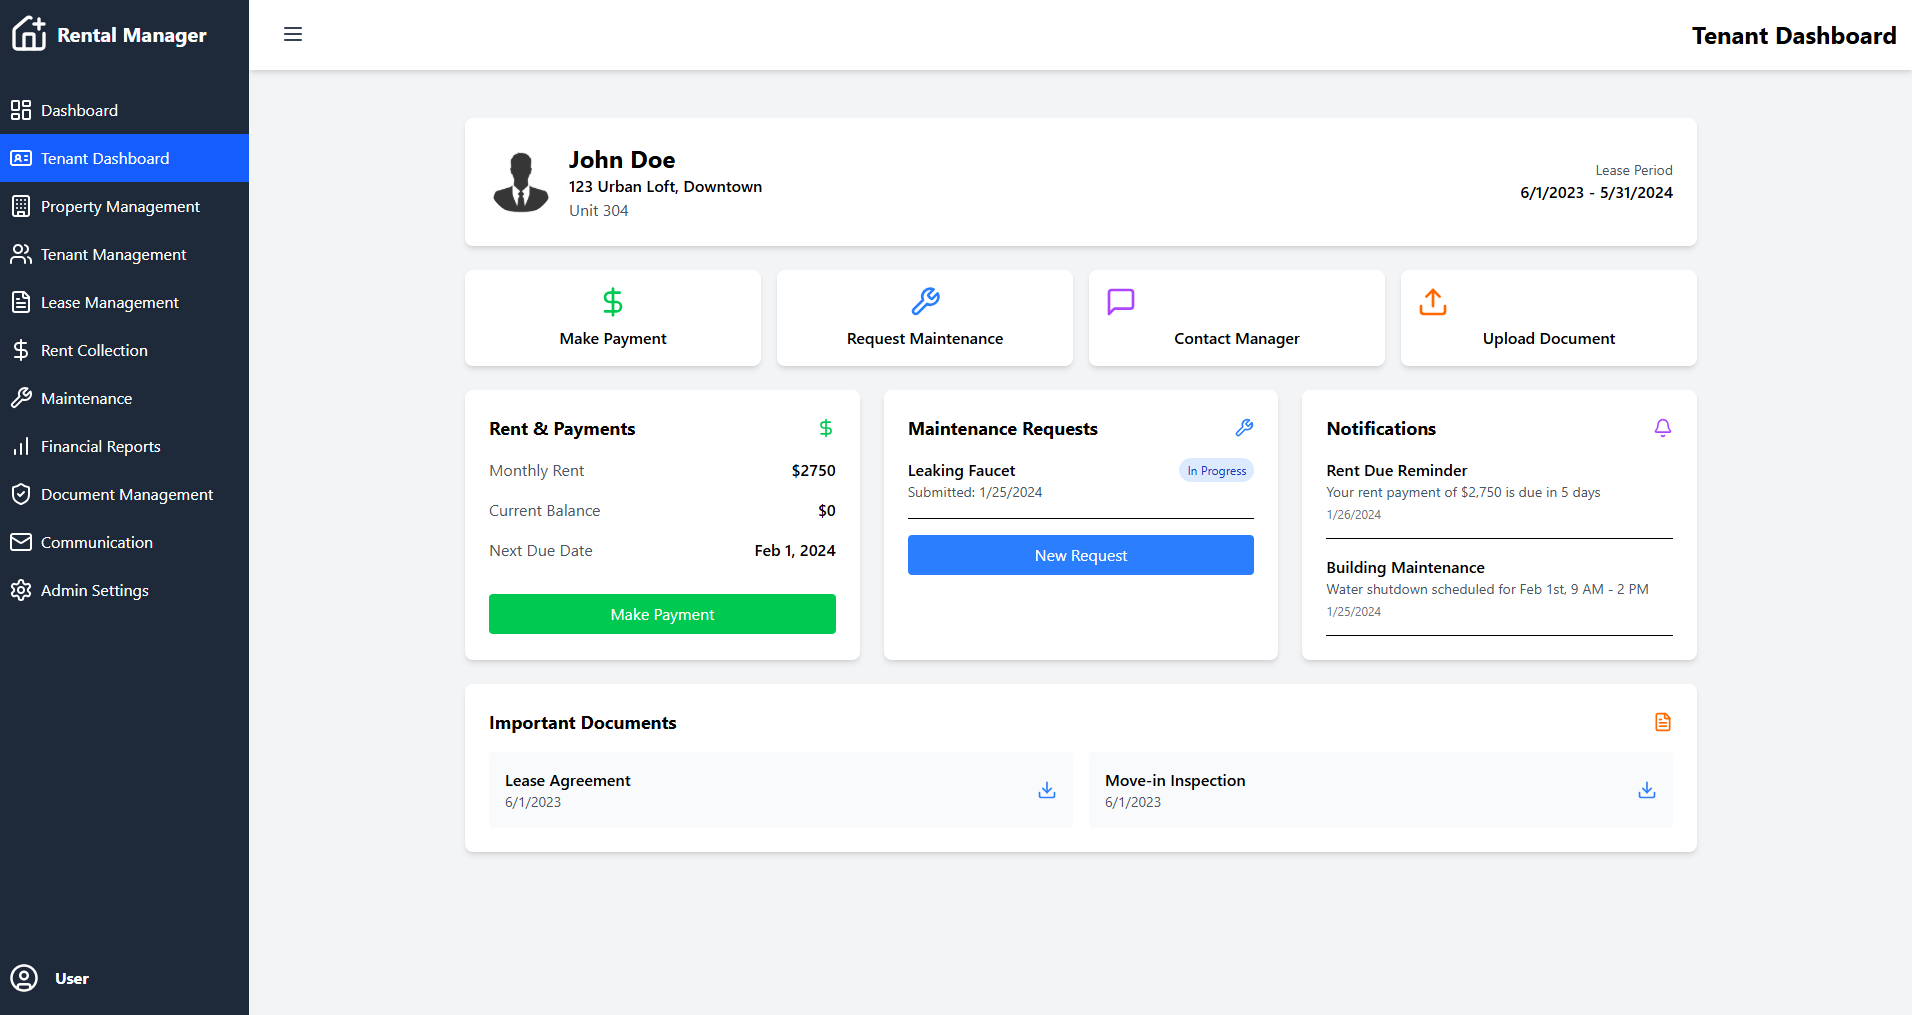 Rental Manager
Dashboard
Tenant Dashboard
Property Management
Tenant Management
Lease Management
Rent Collection
Maintenance
Financial Reports
Document Management
Communication
Admin Settings
User
Tenant Dashboard
John Doe
123 Urban Loft, Downtown
Unit 304
Lease Period
6/1/2023 - 5/31/2024
Make Payment
Request Maintenance
Contact Manager
Upload Document
Rent & Payments
Monthly Rent $2750
Current Balance $0
Next Due Date Feb 1, 2024
Make Payment
Maintenance Requests
Leaking Faucet In Progress
Submitted: 1/25/2024
New Request
Notifications
Rent Due Reminder
Your rent payment of $2,750 is due in 5 days
1/26/2024
Building Maintenance
Water shutdown scheduled for Feb 1st, 9 AM - 2 PM
1/25/2024
Important Documents
Lease Agreement
6/1/2023
Move-in Inspection
6/1/2023